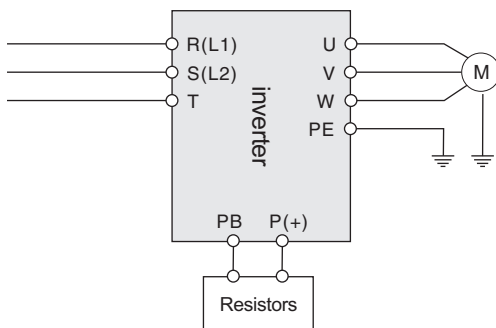 R(L1)
S(L2)
T
inverter
U
V
W
PE
M
PB P(+)
Resistors